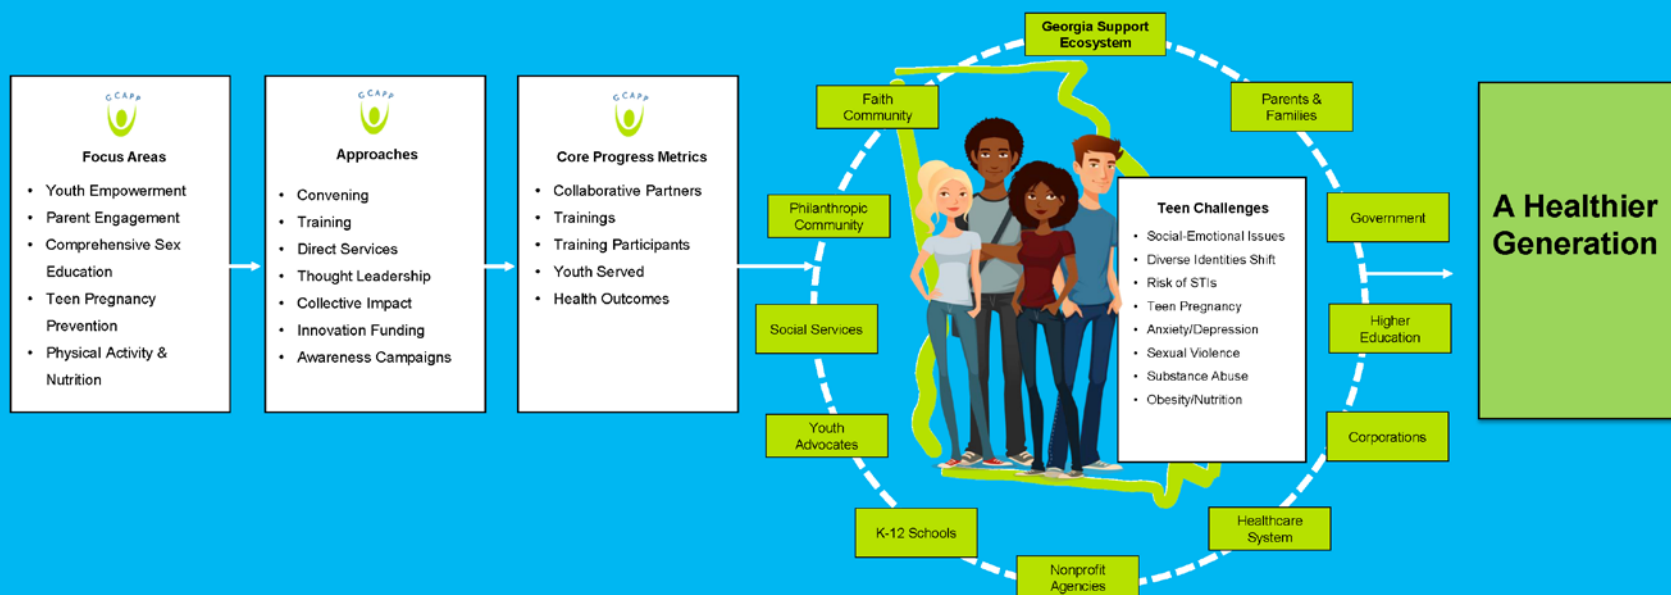 GCAPP
Focus Areas
• Youth Empowerment
• Parent Engagement
• Comprehensive Sex
Education
• Teen Pregnancy
Prevention
• Physical Activity &
Nutrition
GCAPP
Approaches
• Convening
• Training
• Direct Services
• Thought Leadership
• Collective Impact
• Innovation Funding
• Awareness Campaigns
GCAPP
Core Progress Metrics
• Collaborative Partners
• Trainings
• Training Participants
• Youth Served
• Health Outcomes
Georgia Support
Ecosystem
Faith
Community
Parents &
Families
Philanthropic
Community
Government
Social Services
Higher
Education
Youth
Advocates
Corporations
K-12 Schools
Healthcare
System
Nonprofit
Agencies
Teen Challenges
• Social-Emotional Issues
• Diverse Identities Shift
• Risk of STIs
• Teen Pregnancy
• Anxiety/Depression
• Sexual Violence
• Substance Abuse
• Obesity/Nutrition
A Healthier
Generation